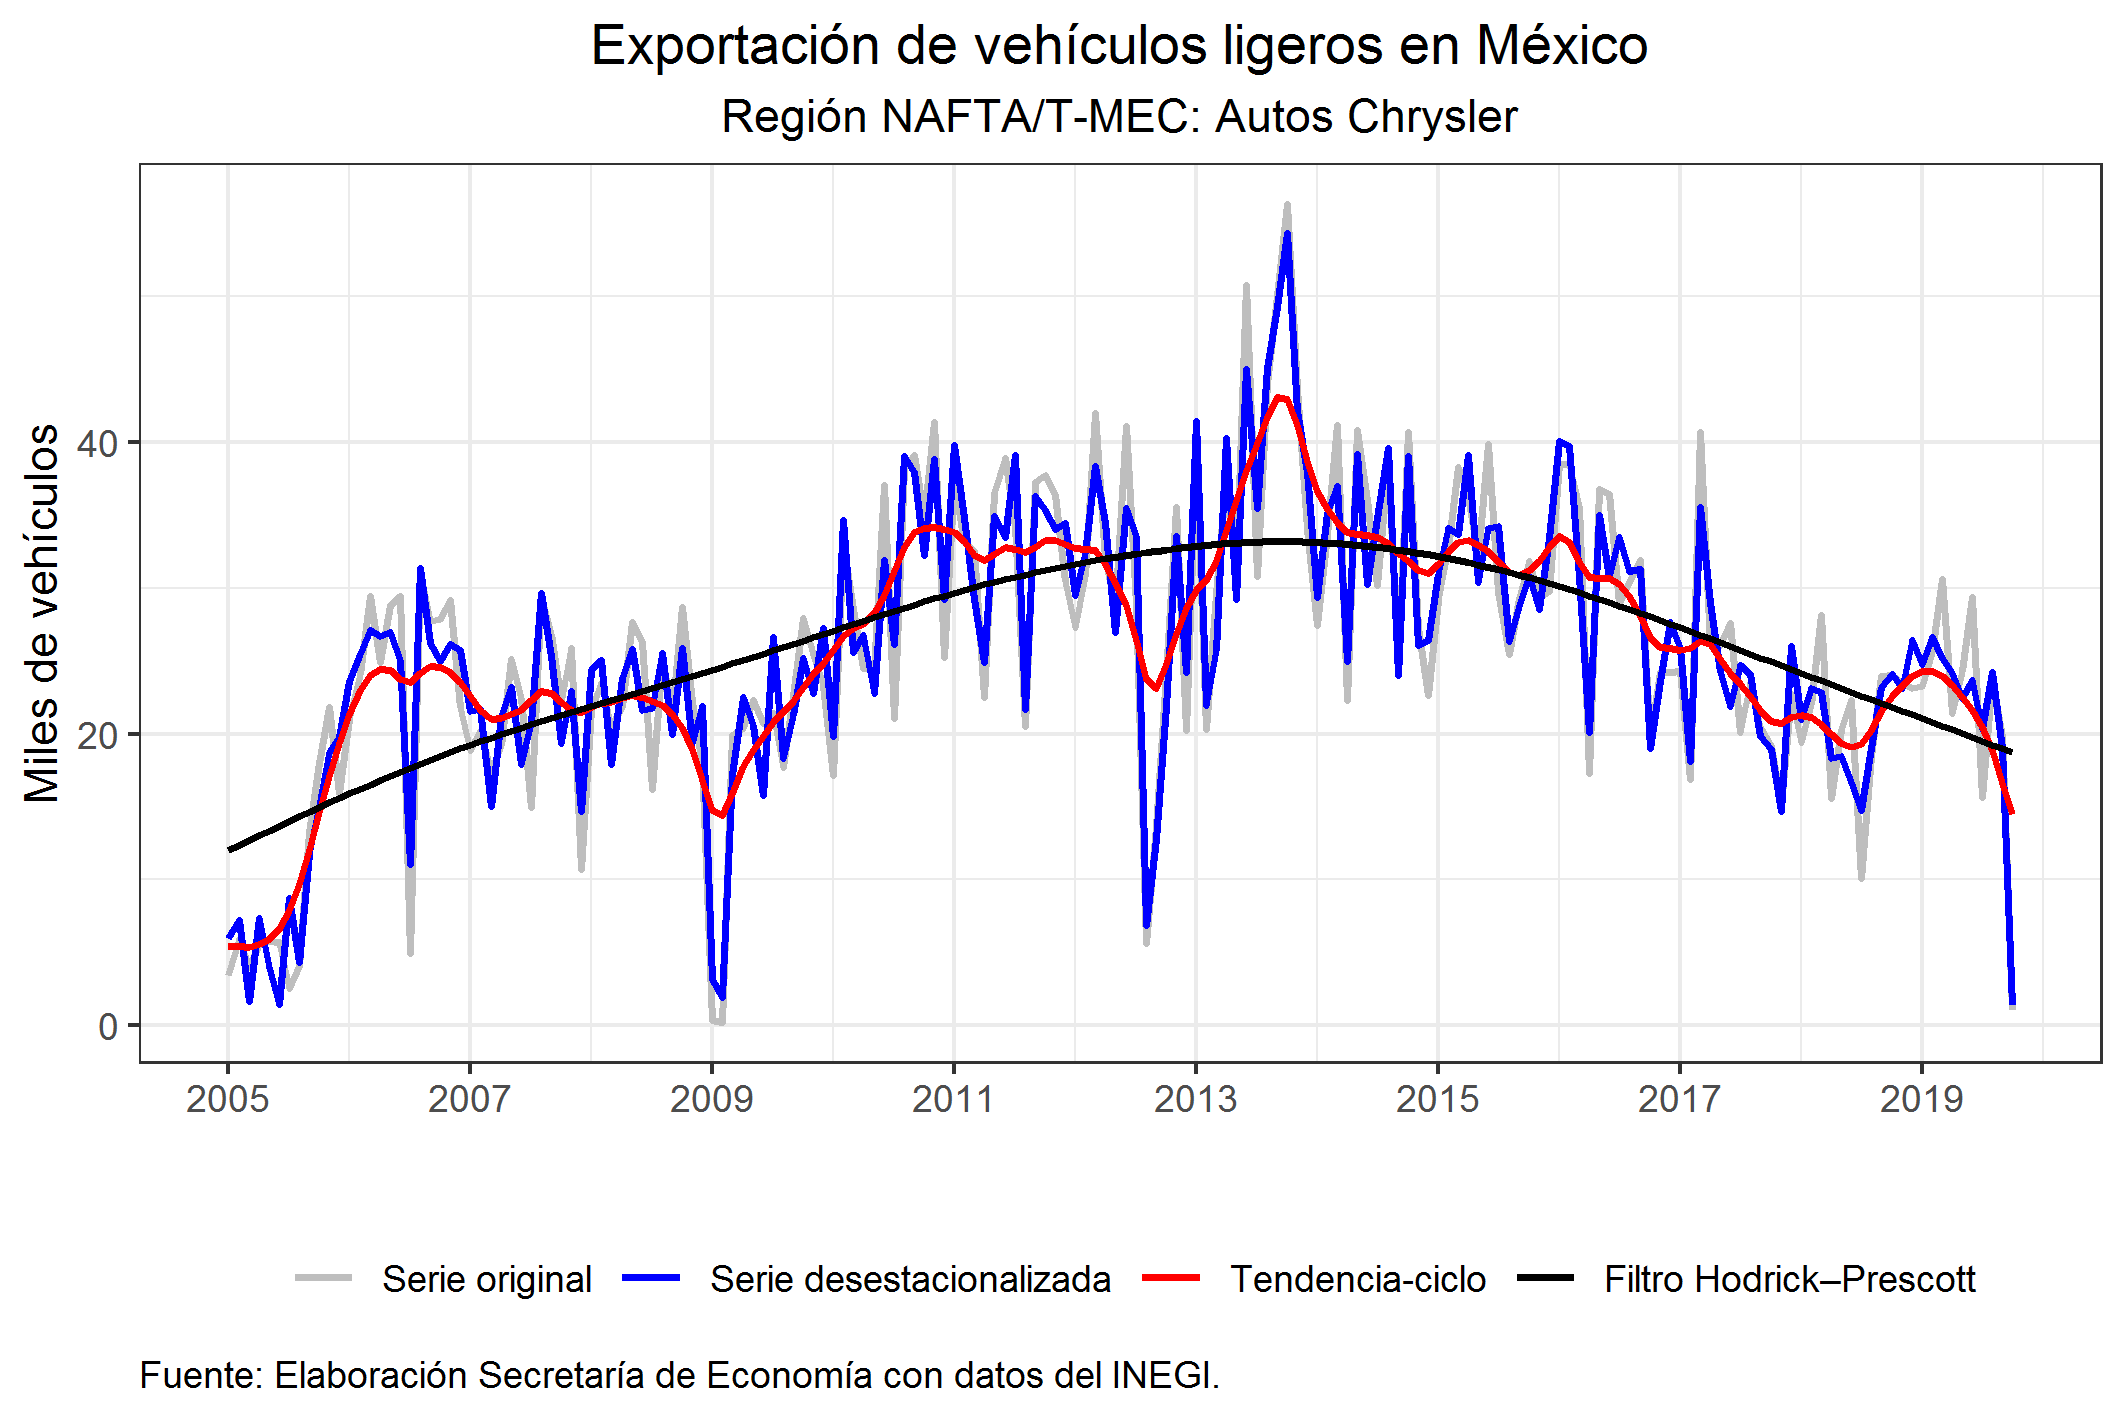 Exportación de vehículos ligeros en México
Región NAFTA/T-MEC: Autos Chrysler
Miles de vehículos
40
20
0
2005 2007 2009 2011 2013 2015 2017 2019
Serie original Serie desestacionalizada Tendencia-ciclo Filtro Hodrick–Prescott
Fuente: Elaboración Secretaría de Economía con datos del INEGI.